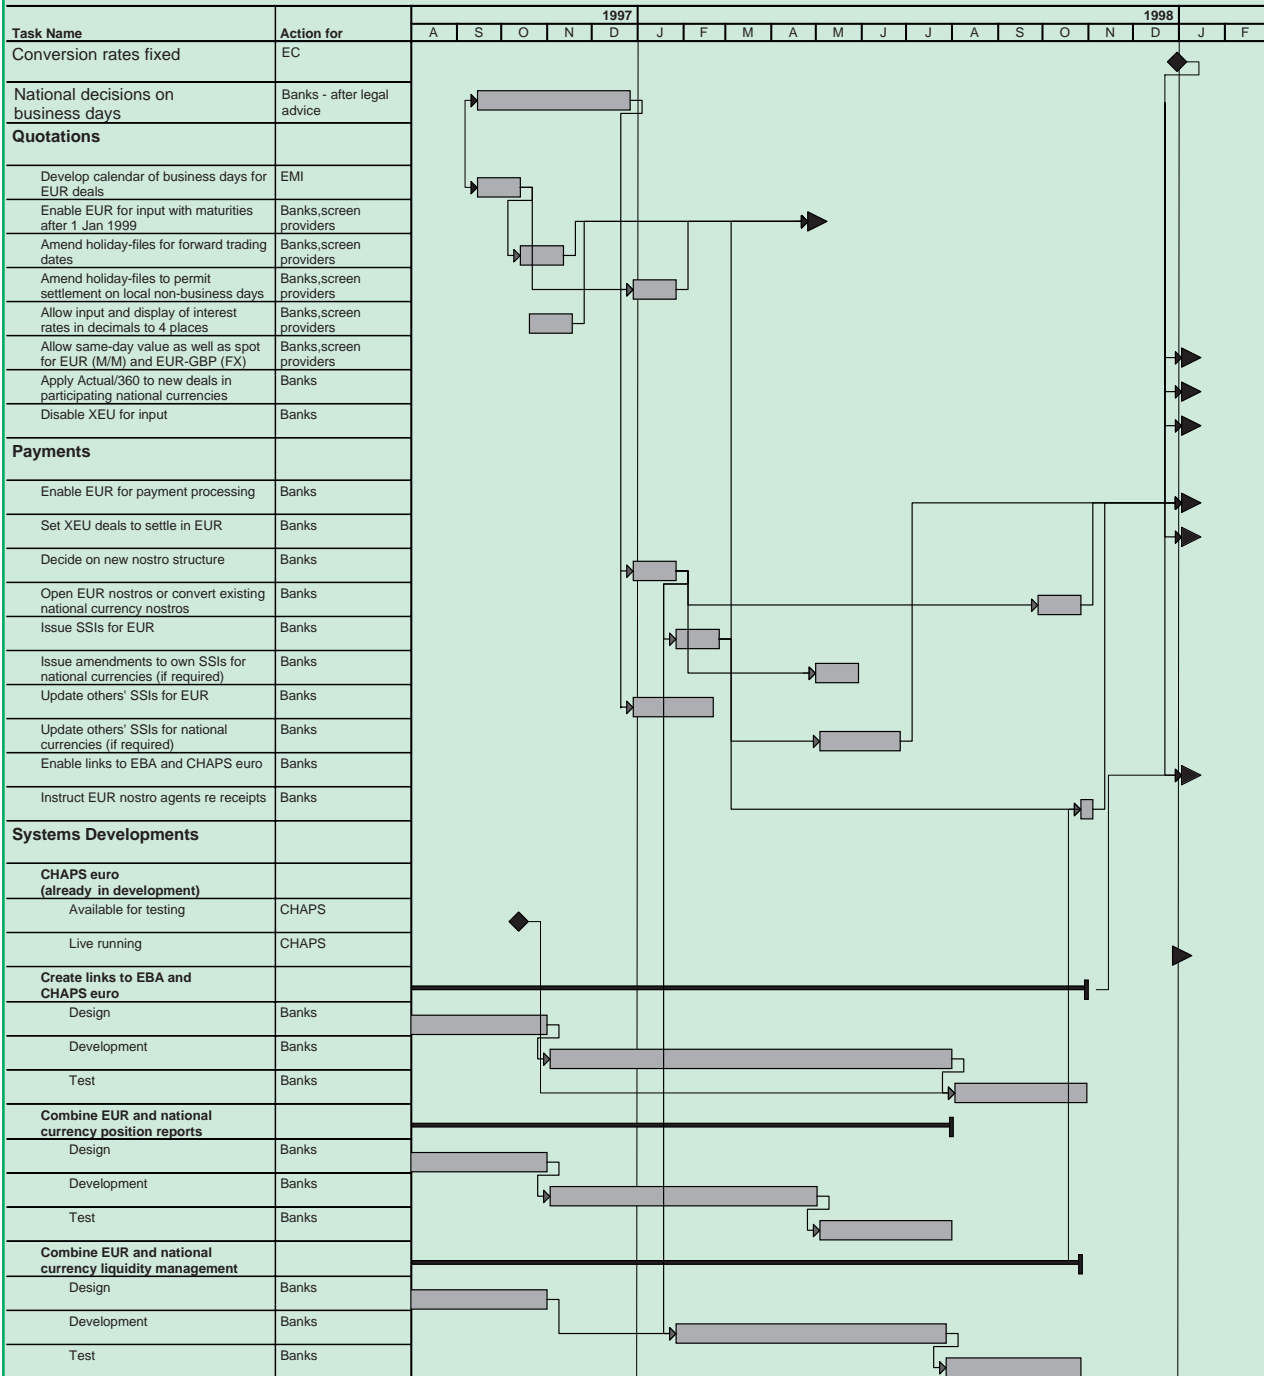 1997
1998
Task Name Action for A S O N D J F M A M J J A S O N D J F
Conversion rates fixed EC
National decisions on Banks - after legal
business days advice
Quotations
Develop calendar of business days for EMI
EUR deals
Enable EUR for input with maturities Banks,screen
after 1 Jan 1999 providers
Amend holiday-files for forward trading Banks,screen
dates providers
Amend holiday-files to permit Banks,screen
settlement on local non-business days providers
Allow input and display of interest Banks,screen
rates in decimals to 4 places providers
Allow same-day value as well as spot Banks,screen
for EUR (M/M) and EUR-GBP (FX) providers
Apply Actual/360 to new deals in Banks
participating national currencies
Disable XEU for input Banks
Payments
Enable EUR for payment processing Banks
Set XEU deals to settle in EUR Banks
Decide on new nostro structure Banks
Open EUR nostros or convert existing Banks
national currency nostros
Issue SSIs for EUR Banks
Issue amendments to own SSIs for Banks
national currencies (if required)
Update others' SSIs for EUR Banks
Update others' SSIs for national Banks
currencies (if required)
Enable links to EBA and CHAPS euro Banks
Instruct EUR nostro agents re receipts Banks
Systems Developments
CHAPS euro
(already in development)
Available for testing CHAPS
Live running CHAPS
Create links to EBA and
CHAPS euro
Design Banks
Development Banks
Test Banks
Combine EUR and national
currency position reports
Design Banks
Development Banks
Test Banks
Combine EUR and national
currency liquidity management
Design Banks
Development Banks
Test Banks